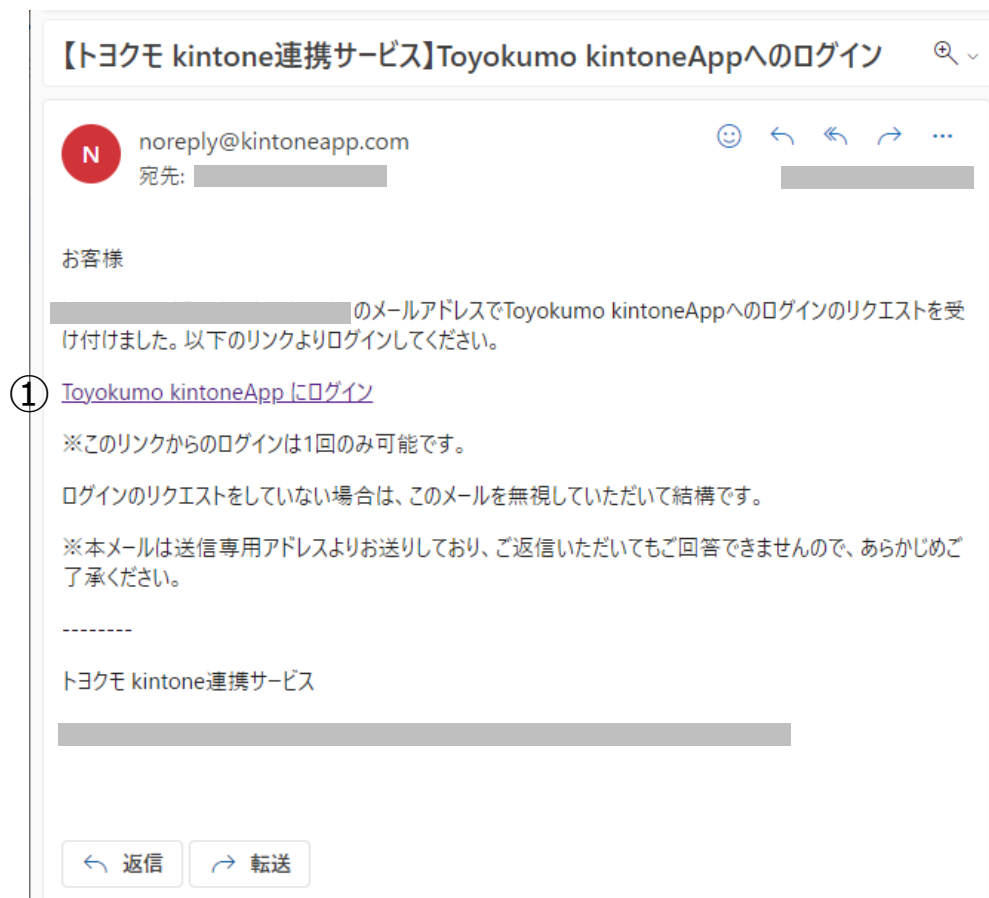 【トヨクモ kintone連携サービス】Toyokumo kintoneAppへのログイン
N
noreply@kintoneapp.com
宛先:
お客様
のメールアドレスでToyokumo kintoneAppへのログインのリクエストを受
け付けました。以下のリンクよりログインしてください。
① Toyokumo kintoneApp にログイン
※このリンクからのログインは1回のみ可能です。
ログインのリクエストをしていない場合は、このメールを無視していただいて結構です。
※本メールは送信専用アドレスよりお送りしており、ご返信いただいてもご回答できませんので、あらかじめご
了承ください。
--------
トヨクモ kintone連携サービス
返信 転送